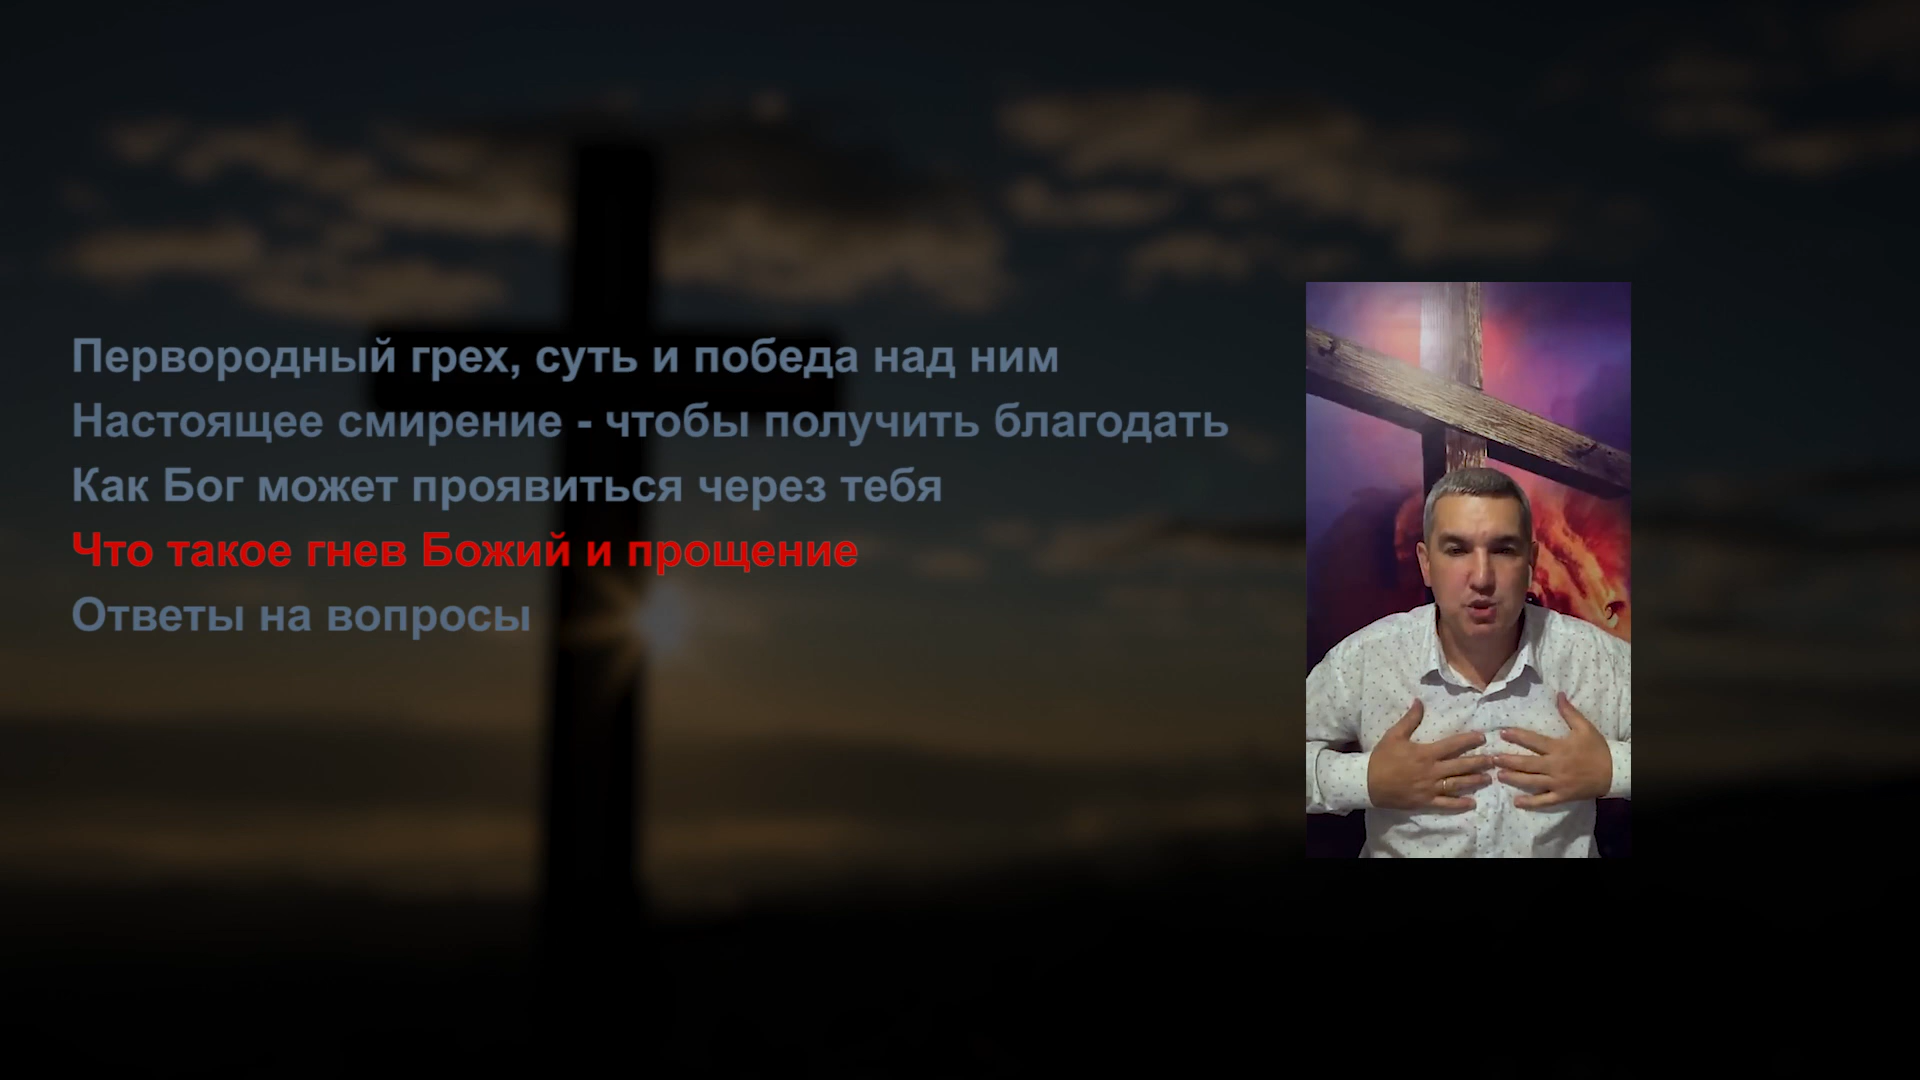 Первородный грех, суть и победа над ним
Настоящее смирение - чтобы получить благодать
Как Бог может проявиться через тебя
Что такое гнев Божий и прощение
Ответы на вопросы